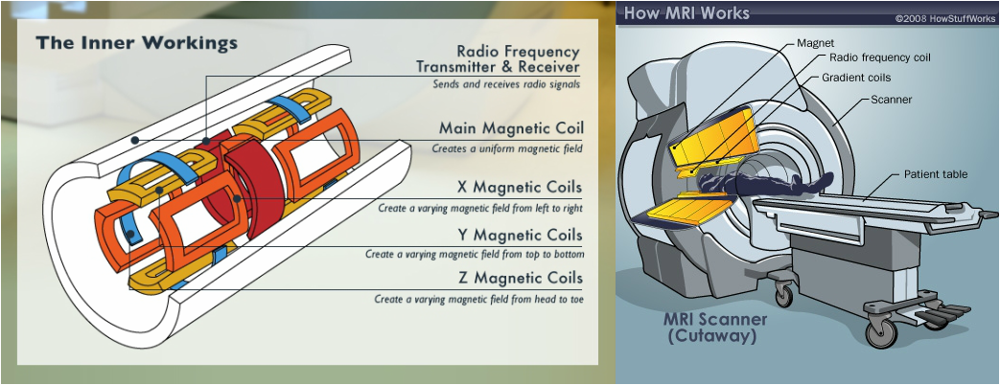 The Inner Workings
Radio Frequency
Transmitter & Receiver
Sends and receives radio signals
Main Magnetic Coil
Creates a uniform magnetic field
X Magnetic Coils
Create a varying magnetic field from left to right
Y Magnetic Coils
Create a varying magnetic field from top to bottom
Z Magnetic Coils
Create a varying magnetic field from head to toe
How MRI Works
©2008 HowStuffWorks
Magnet
Radio frequency coil
Gradient coils
Scanner
Patient table
MRI Scanner
(Cutaway)